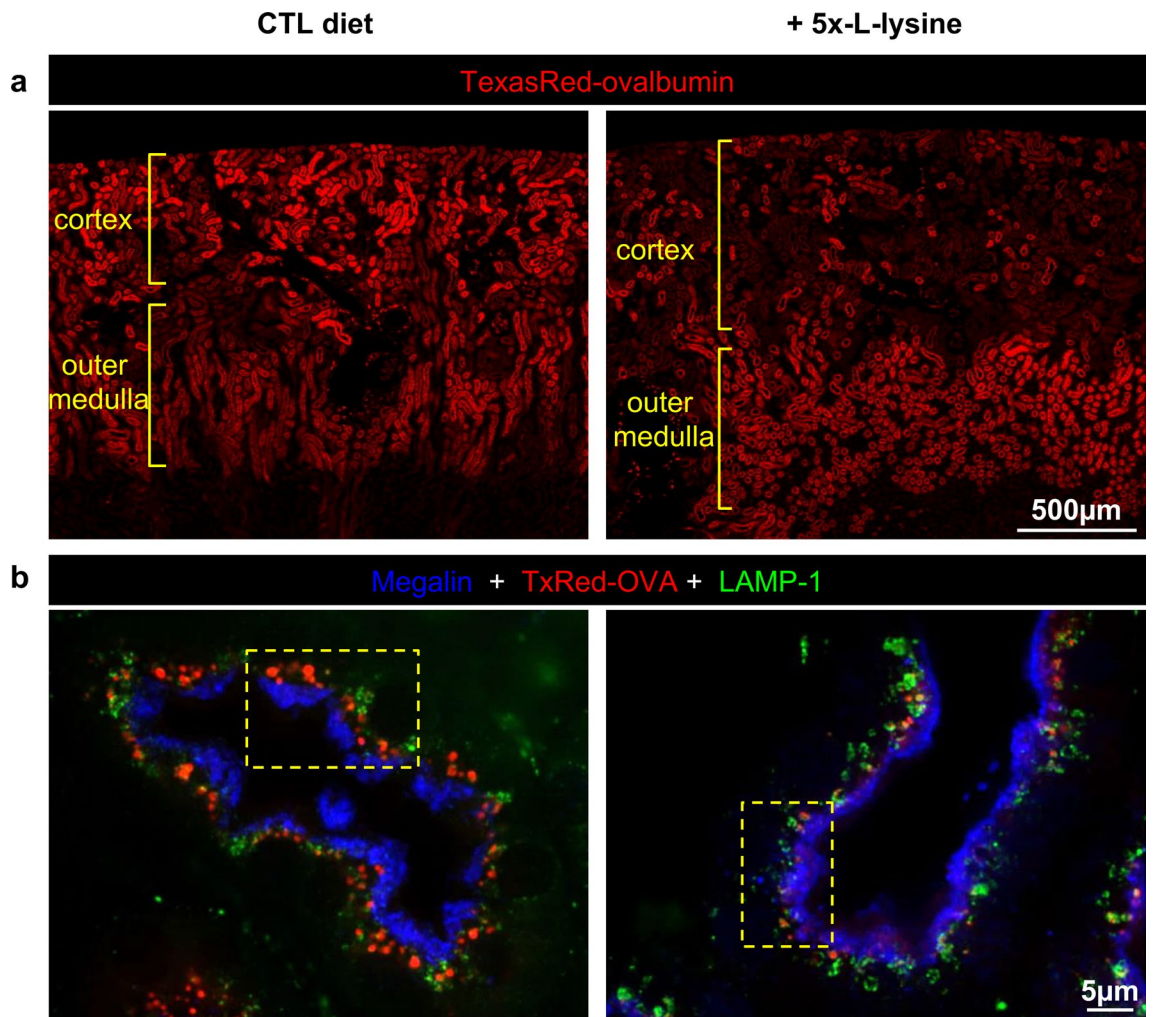 CTL diet
+ 5x-L-lysine
a
TexasRed-ovalbumin
cortex
outer
medulla
cortex
outer
medulla
500µm
b
Megalin + TxRed-OVA + LAMP-1
5µm